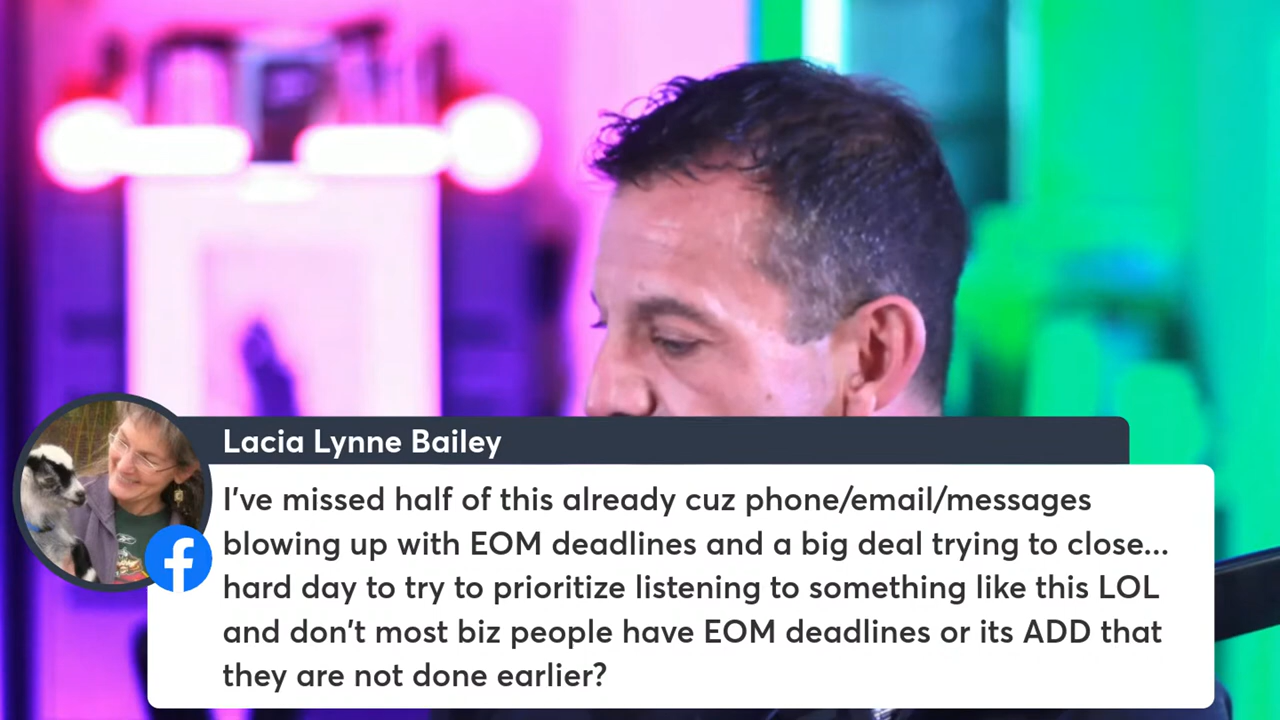 Lacia Lynne Bailey
I've missed half of this already cuz phone/email/messages
blowing up with EOM deadlines and a big deal trying to close...
hard day to try to prioritize listening to something like this LOL
and don't most biz people have EOM deadlines or its ADD that
they are not done earlier?